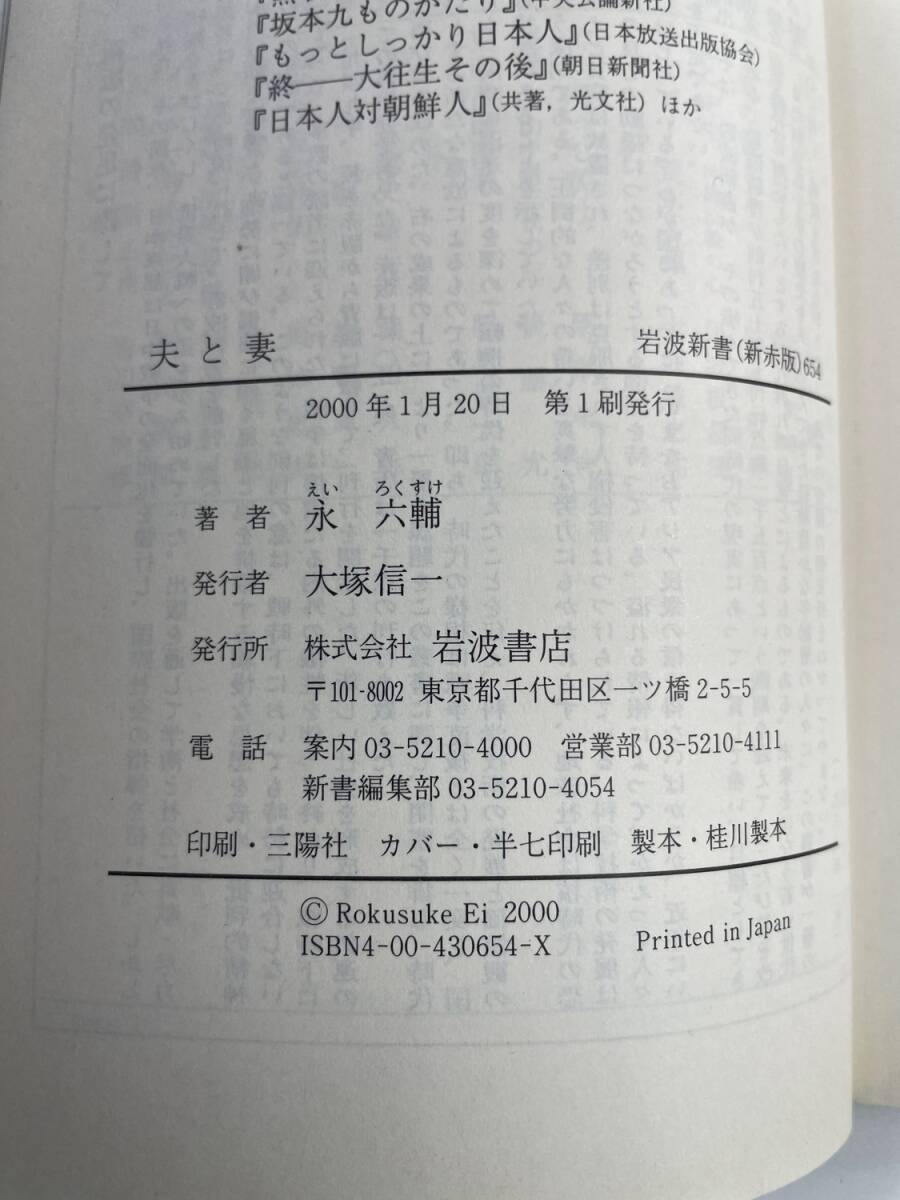 『坂本九ものがたり』(中央公論新社)
『もっとしっかり日本人』(日本放送出版協会)
『終──大往生その後』(朝日新聞社)
『日本人対朝鮮人』(共著，光文社) ほか
夫と妻 岩波新書(新赤版)654
2000年1月20日 第1刷発行
えい ろくすけ
著者 永 六輔
発行者 大塚信一
発行所 株式会社 岩波書店
〒101-8002 東京都千代田区一ツ橋2-5-5
電話 案内 03-5210-4000 営業部 03-5210-4111
新書編集部 03-5210-4054
印刷・三陽社 カバー・半七印刷 製本・桂川製本
© Rokusuke Ei 2000
ISBN4-00-430654-X Printed in Japan